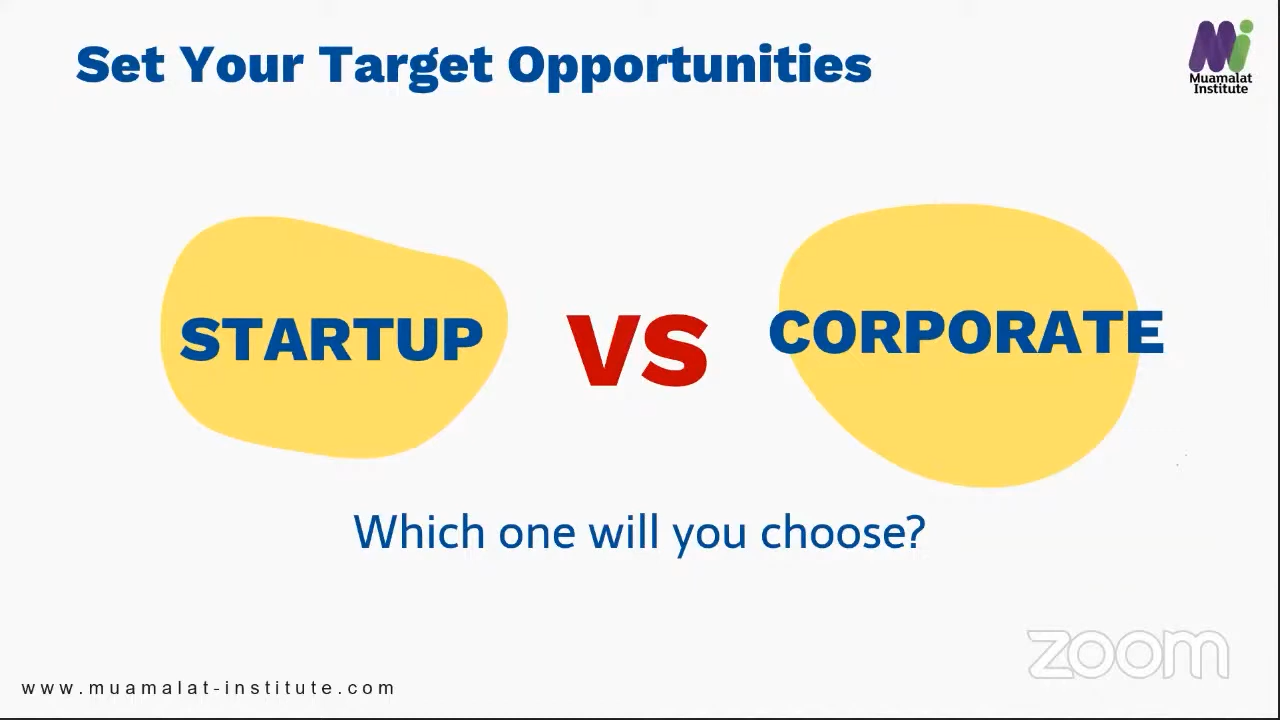 Set Your Target Opportunities
Mi
Muamalat
Institute
STARTUP
VS
CORPORATE
Which one will you choose?
zoom
www.muamalat-institute.com